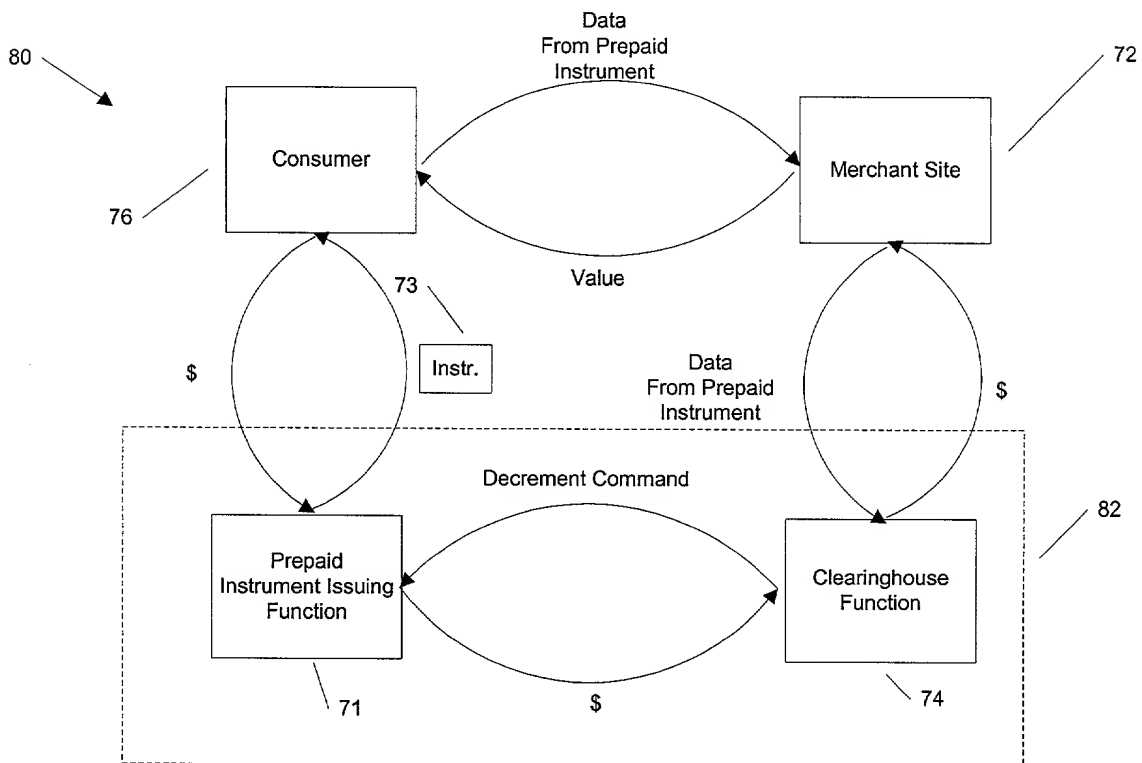 Data
From Prepaid
Instrument
80
72
Consumer
Merchant Site
76
Value
73
$
Instr.
Data
From Prepaid
Instrument
$
Decrement Command
82
Prepaid
Instrument Issuing
Function
Clearinghouse
Function
71
$
74